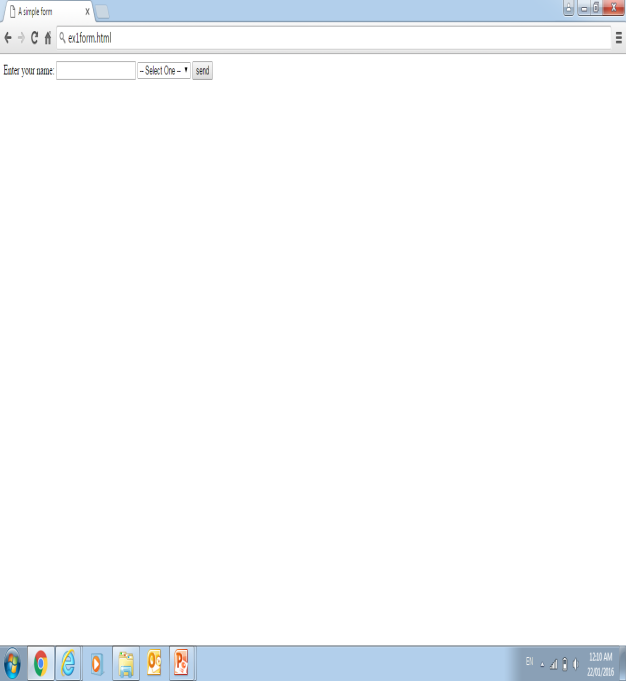 A simple form x
ex1form.html
Enter your name: -- Select One -- send
EN 12:10 AM
22/01/2016